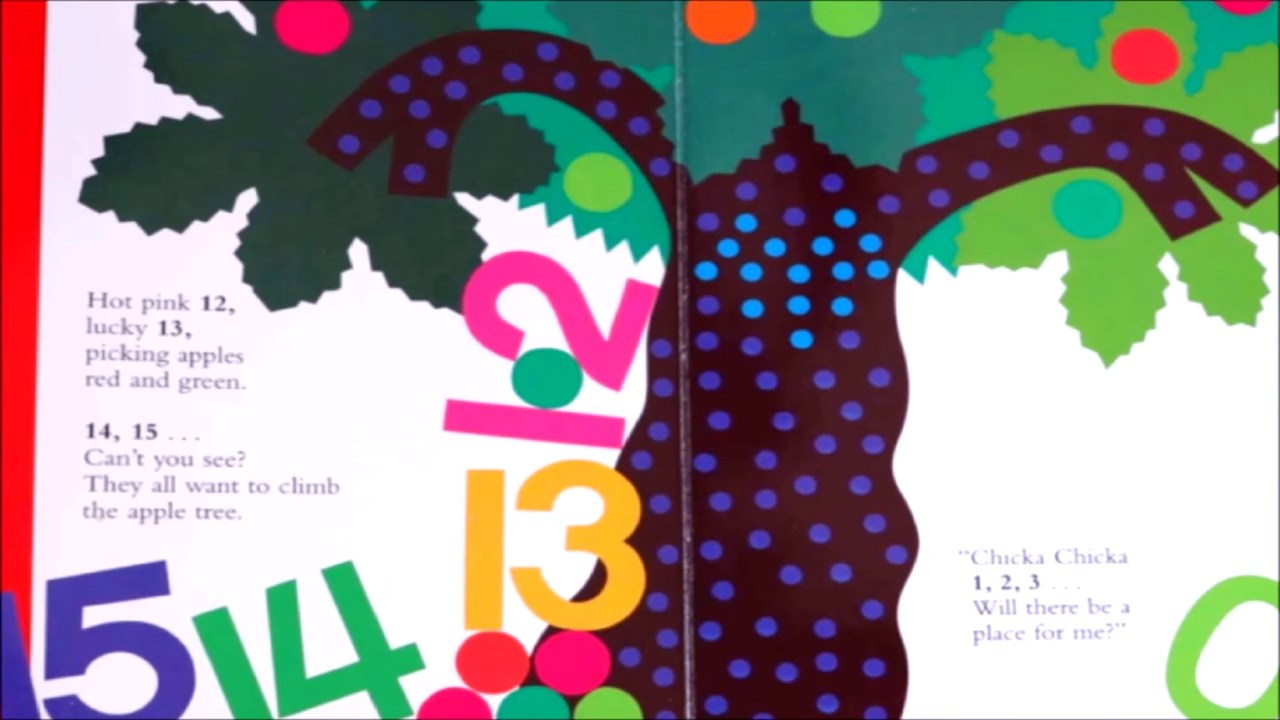 Hot pink 12,
lucky 13,
picking apples
red and green.
14, 15 . . .
Can't you see?
They all want to climb
the apple tree.
12
13
15
14
"Chicka Chicka
1, 2, 3 . . .
Will there be a
place for me?"
0